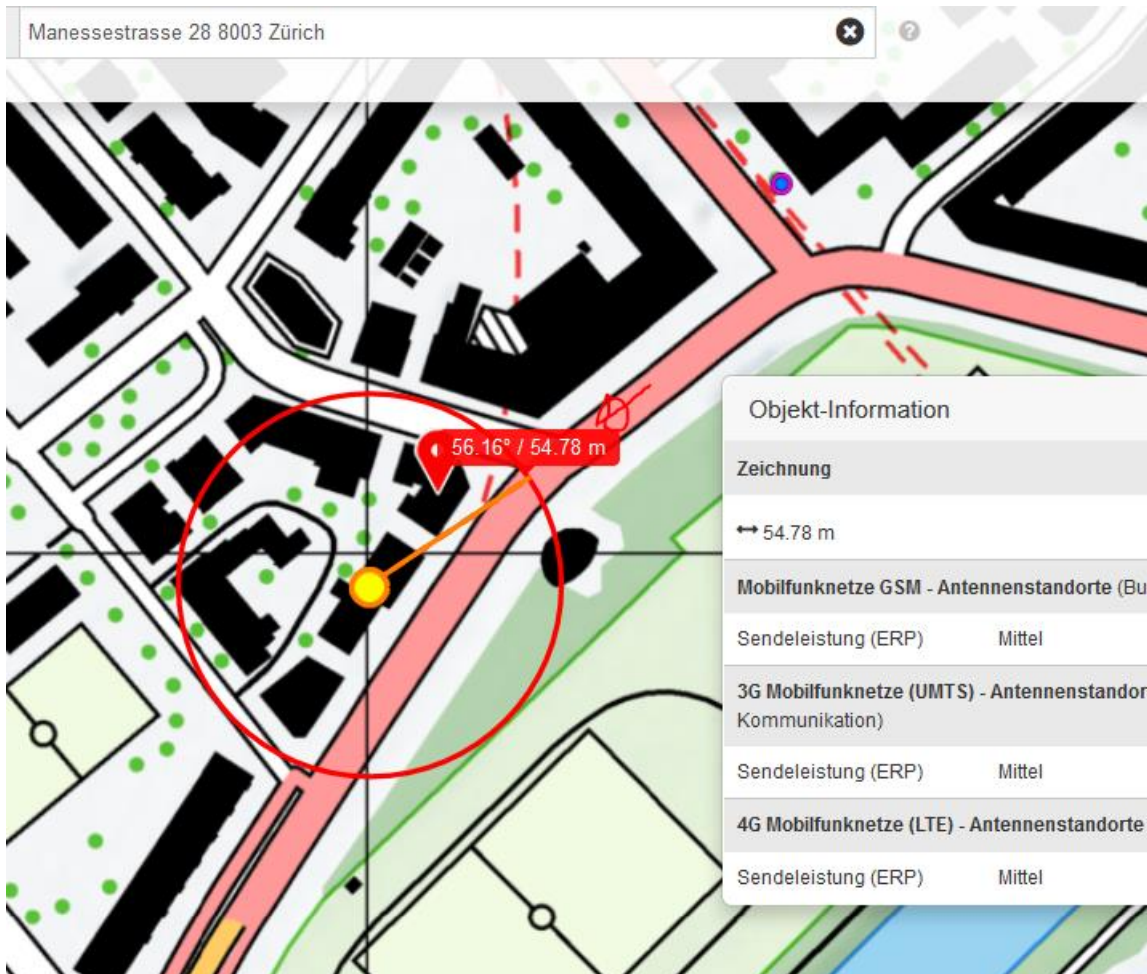 Manessestrasse 28 8003 Zürich
?
56.16° / 54.78 m
Objekt-Information
Zeichnung
↔ 54.78 m
Mobilfunknetze GSM - Antennenstandorte (Bu
Sendeleistung (ERP) Mittel
3G Mobilfunknetze (UMTS) - Antennenstandor
Kommunikation)
Sendeleistung (ERP) Mittel
4G Mobilfunknetze (LTE) - Antennenstandorte
Sendeleistung (ERP) Mittel